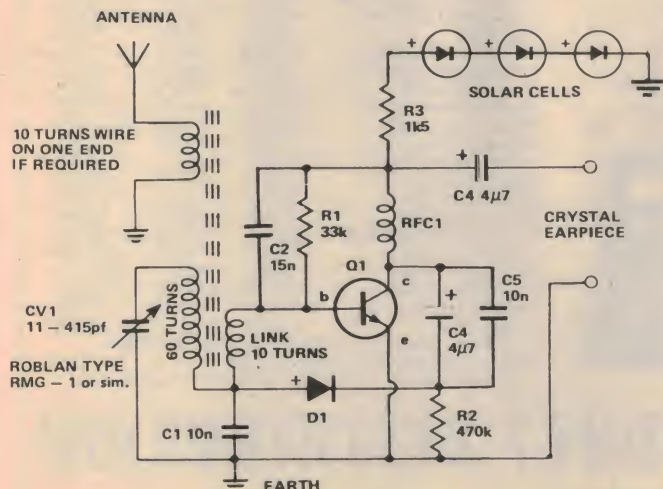 ANTENNA
10 TURNS WIRE
ON ONE END
IF REQUIRED
+
+
+
SOLAR CELLS
R3
1k5
+
C4 4µ7
R1
33k
RFC1
C2
15n
CRYSTAL
EARPIECE
Q1
b
c
e
+
C4
4µ7
C5
10n
CV1
11 – 415pf
60 TURNS
LINK
10 TURNS
ROBLAN TYPE
RMG – 1 or sim.
+
D1
C1 10n
R2
470k
EARTH